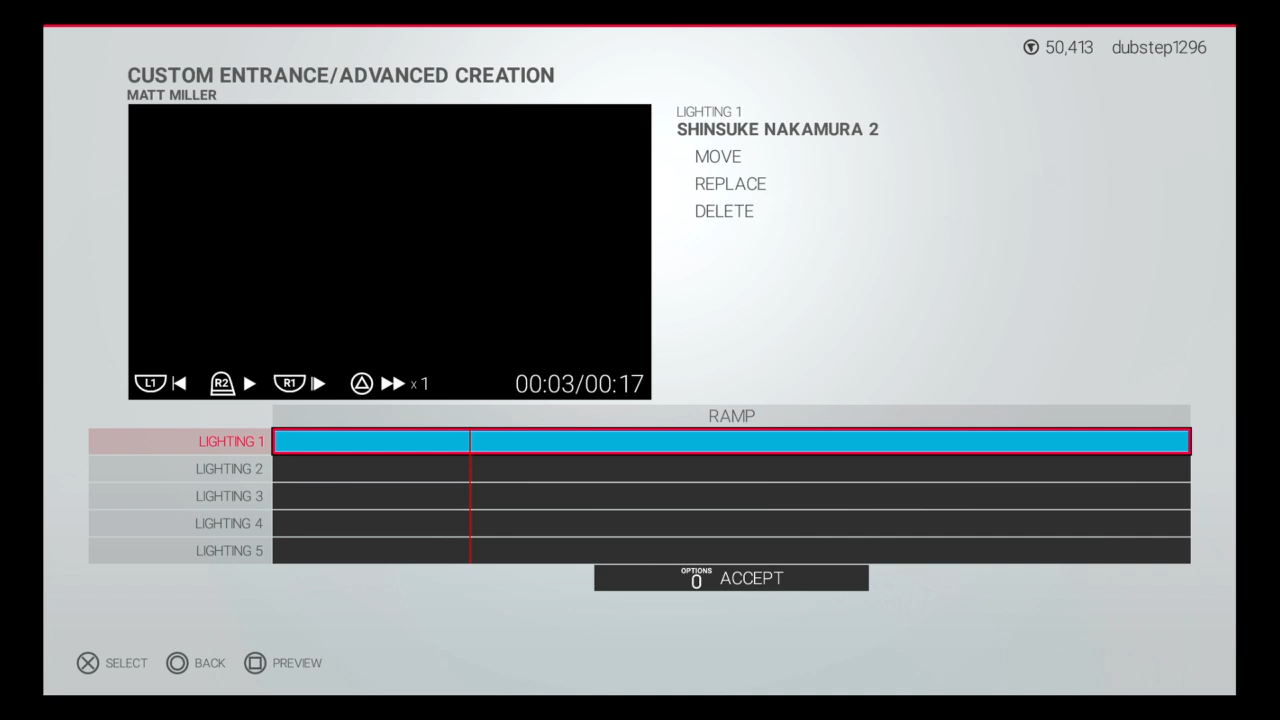 50,413 dubstep1296
CUSTOM ENTRANCE/ADVANCED CREATION
MATT MILLER
LIGHTING 1
SHINSUKE NAKAMURA 2
MOVE
REPLACE
DELETE
L1 R2 R1 x 1 00:03/00:17
RAMP
LIGHTING 1
LIGHTING 2
LIGHTING 3
LIGHTING 4
LIGHTING 5
OPTIONS ACCEPT
SELECT BACK PREVIEW